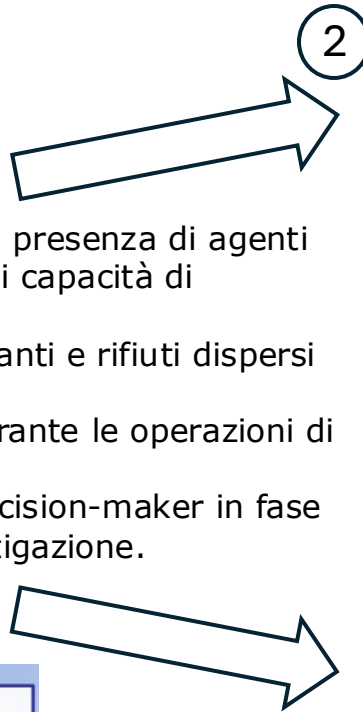 2
presenza di agenti
i capacità di
anti e rifiuti dispersi
rante le operazioni di
cision-maker in fase
tigazione.